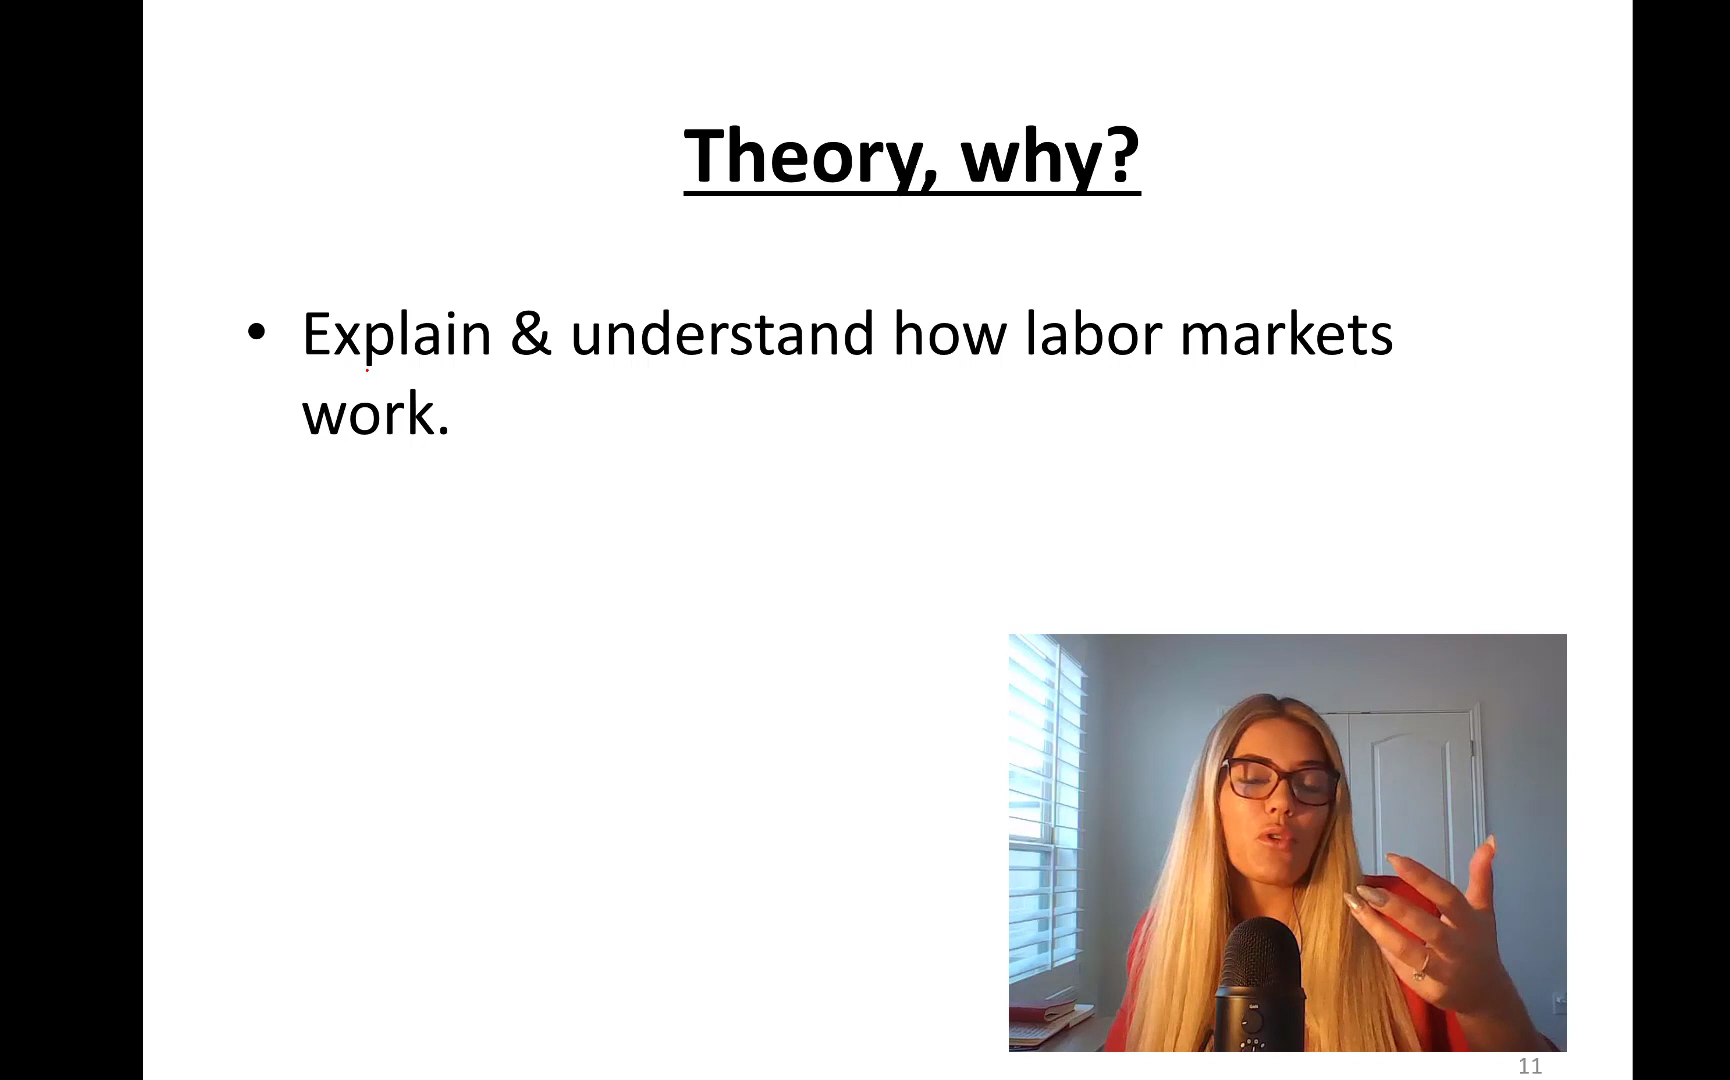 Theory, why?
• Explain & understand how labor markets
work.
11